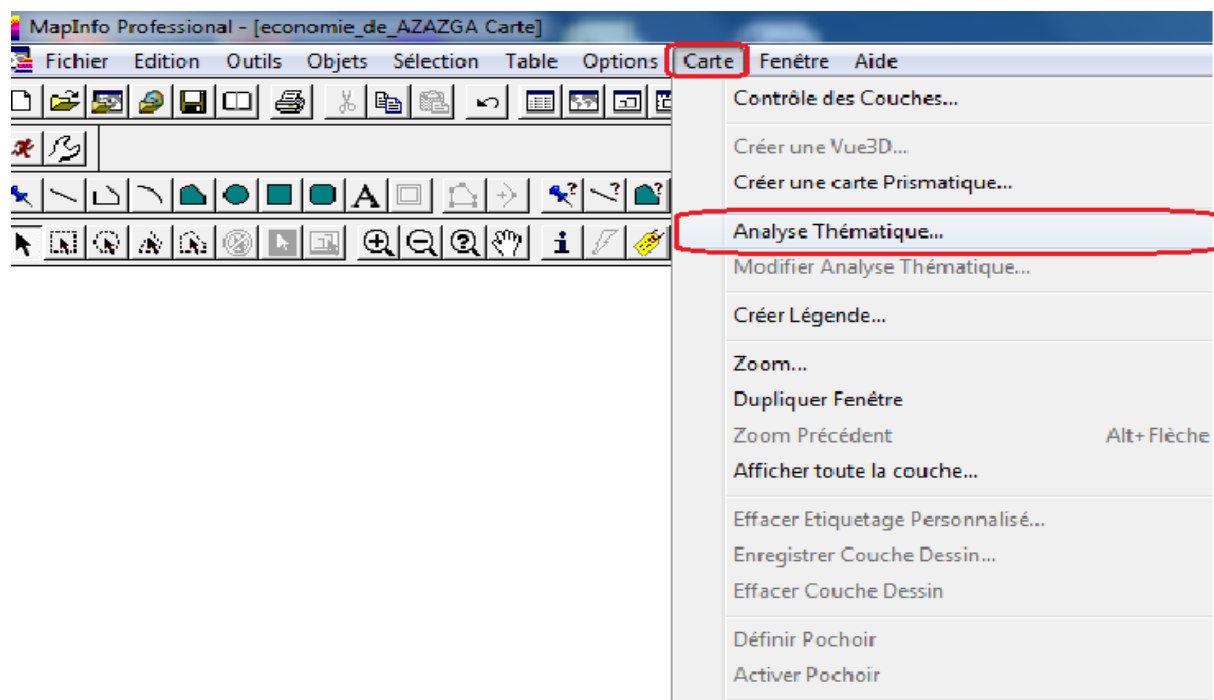 MapInfo Professional - [economie_de_AZAZGA Carte]
Fichier Edition Outils Objets Sélection Table Options Carte Fenêtre Aide
Contrôle des Couches...
Créer une Vue3D...
Créer une carte Prismatique...
Analyse Thématique...
Modifier Analyse Thématique...
Créer Légende...
Zoom...
Dupliquer Fenêtre
Zoom Précédent Alt+Flèche
Afficher toute la couche...
Effacer Etiquetage Personnalisé...
Enregistrer Couche Dessin...
Effacer Couche Dessin
Définir Pochoir
Activer Pochoir